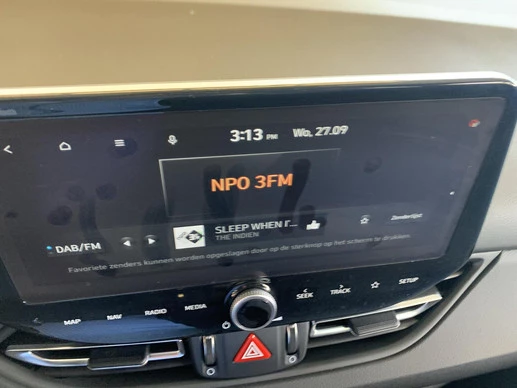 3:13 PM Wo, 27.09
NPO 3FM
SLEEP WHEN I'...
THE INDIEN
Zenderlijst
DAB/FM
Favoriete zenders kunnen worden opgeslagen door op de sterknop op het scherm te drukken.
MAP NAV RADIO MEDIA SEEK TRACK SETUP